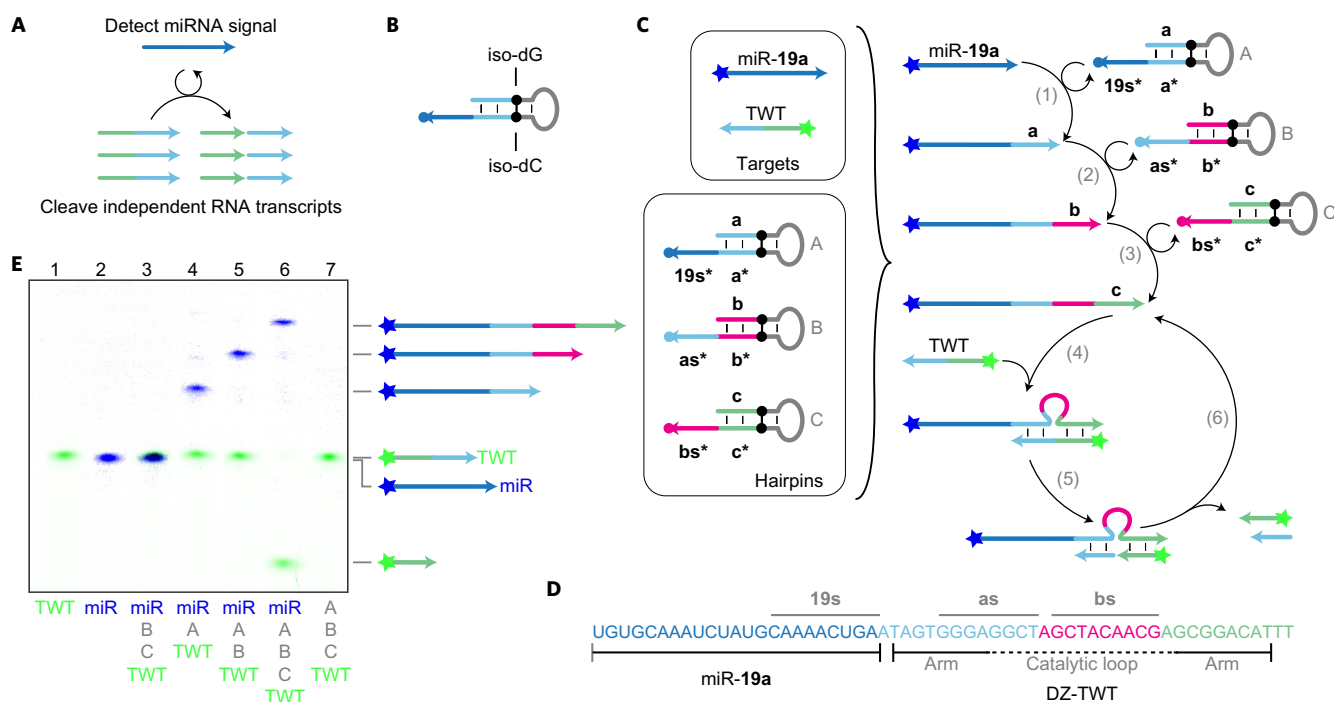 A
Detect miRNA signal
Cleave independent RNA transcripts
B
iso-dG
iso-dC
C
miR-19a
TWT
Targets
a
A
19s* a*
b
B
as* b*
c
C
bs* c*
Hairpins
miR-19a
(1)
a
A
19s* a*
a
(2)
b
B
as* b*
b
(3)
c
C
bs* c*
c
TWT
(4)
(5)
(6)
D
19s as bs
UGUGCAAAUCUAUGCAAAACUGAATAGTGGGAGGCTAGCTACAACGAGCGGACATTT
Arm Catalytic loop Arm
miR-19a DZ-TWT
E
1 2 3 4 5 6 7
TWT
miR
TWT miR miR miR miR miR A
B A A A B
C TWT B B C
TWT TWT C TWT
TWT